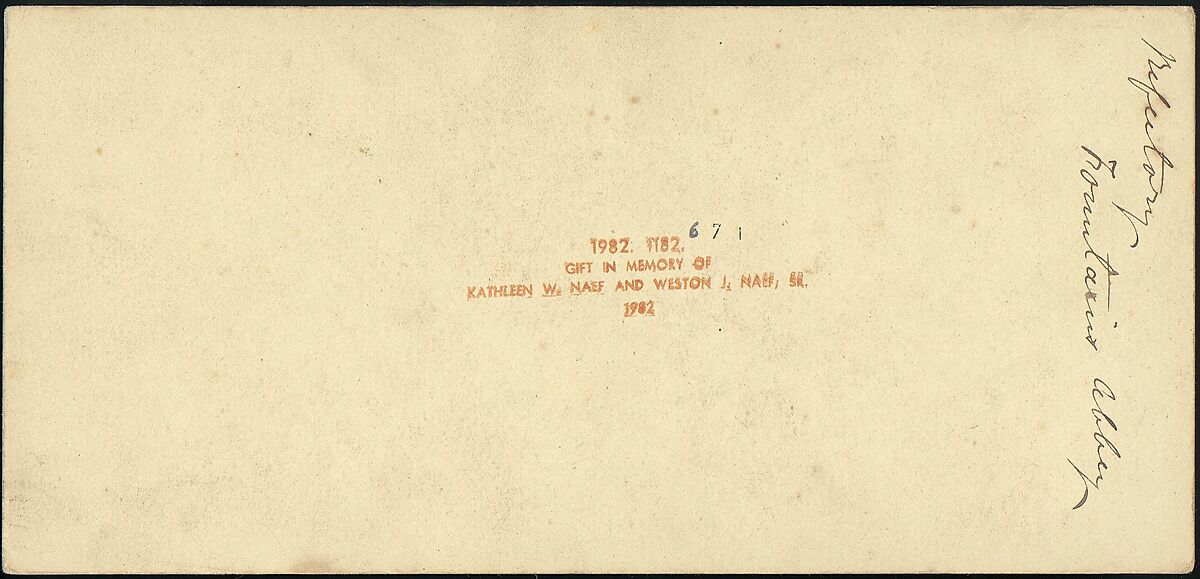 1982. 1182. 671
GIFT IN MEMORY OF
KATHLEEN W. NAEF AND WESTON J. NAEF, SR.
1982
Refectory
Fountains Abbey